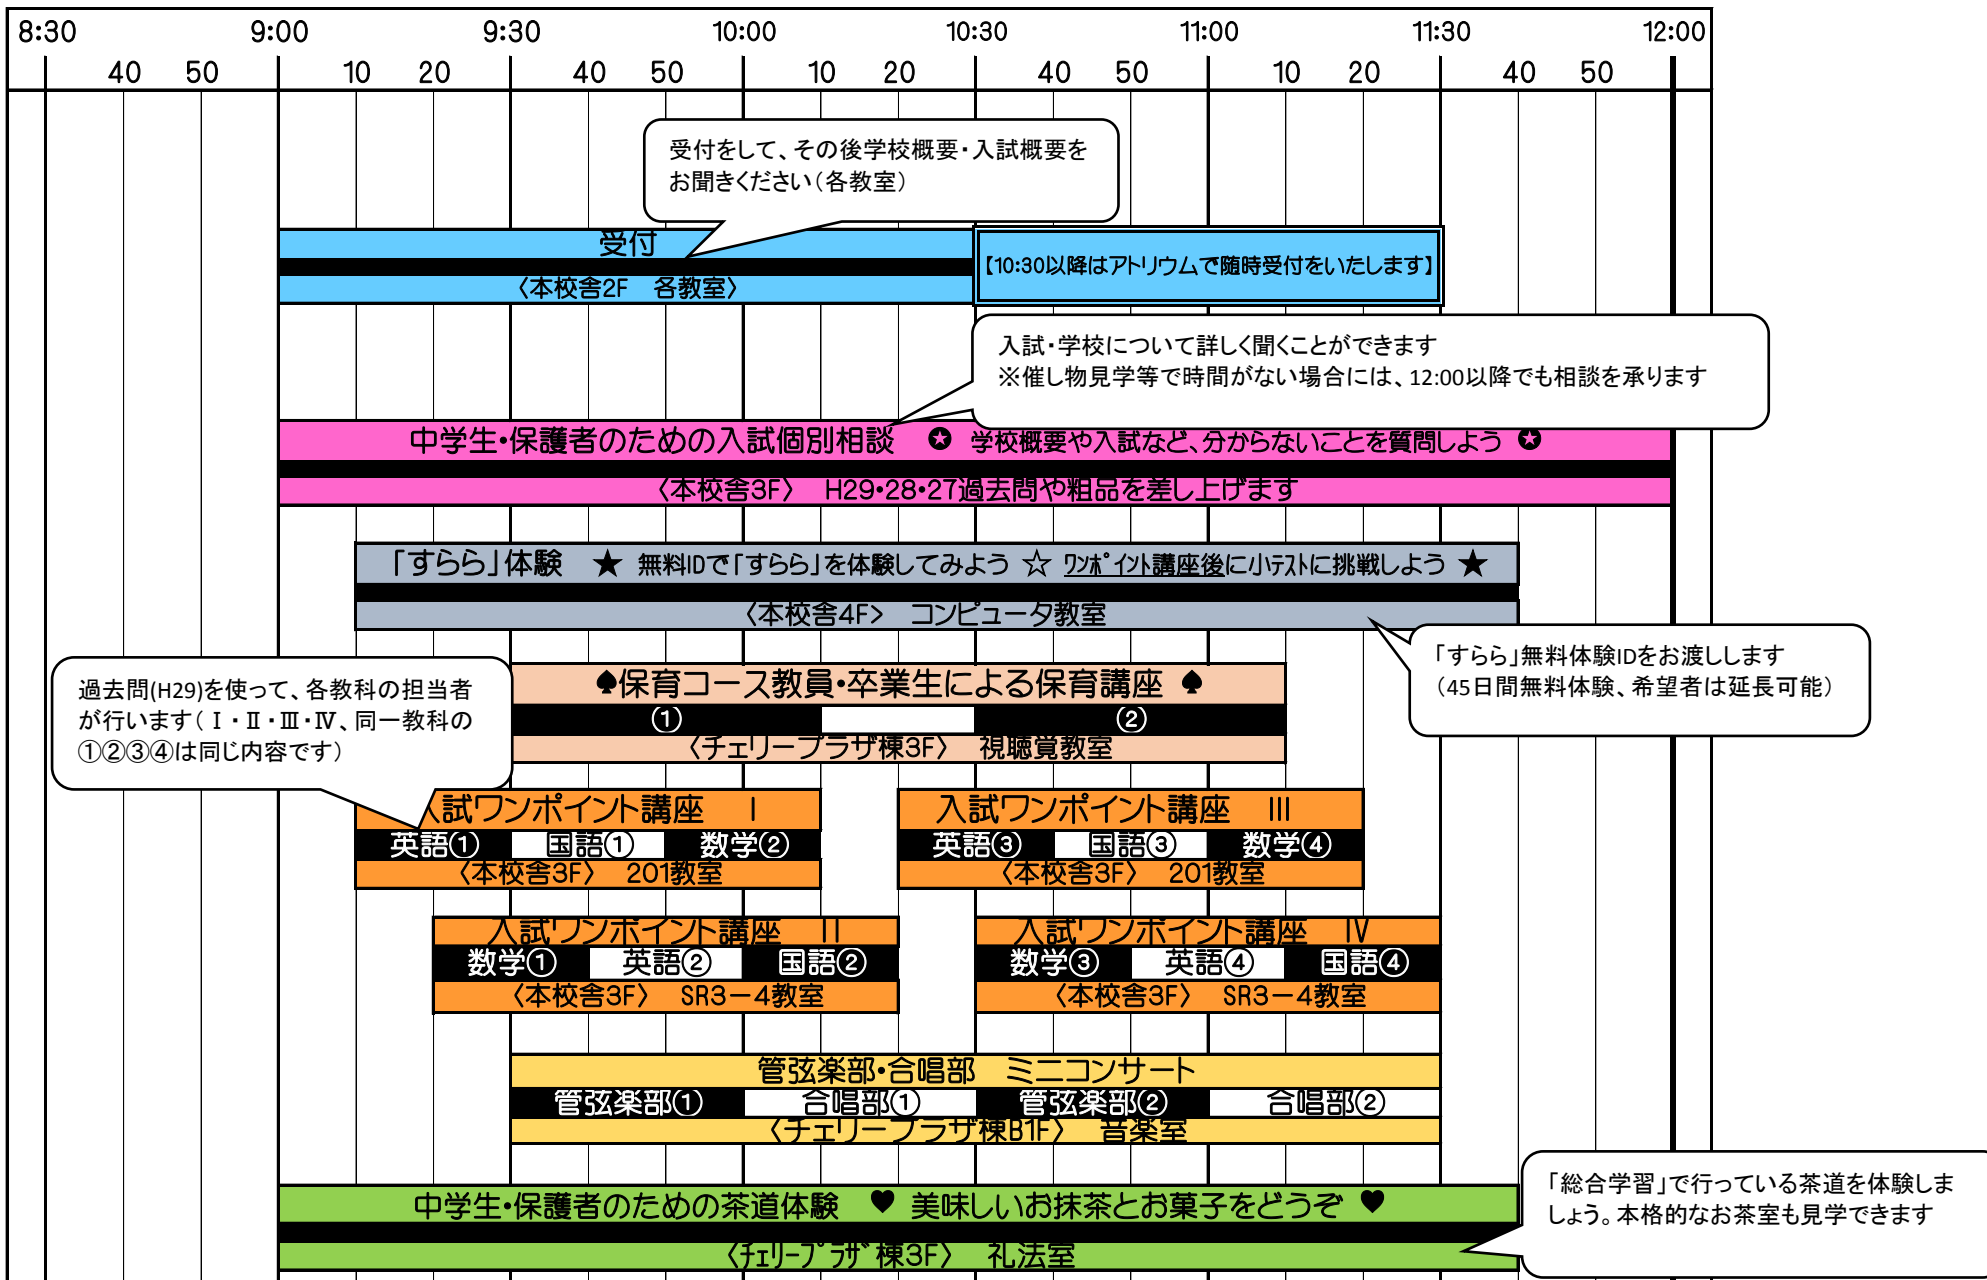 8:30 9:00 9:30 10:00 10:30 11:00 11:30 12:00
40 50 10 20 40 50 10 20 40 50 10 20 40 50
受付をして、その後学校概要・入試概要を
お聞きください（各教室）
受付
〈本校舎2F　各教室〉
【10:30以降はアトリウムで随時受付をいたします】
入試・学校について詳しく聞くことができます
※催し物見学等で時間がない場合には、12:00以降でも相談を承ります
中学生・保護者のための入試個別相談　✪ 学校概要や入試など、分からないことを質問しよう ✪
〈本校舎3F〉　H29・28・27過去問や粗品を差し上げます
「すらら」体験　★ 無料IDで「すらら」を体験してみよう ☆ ﾜﾝﾎﾟｲﾝﾄ講座後に小ﾃｽﾄに挑戦しよう ★
〈本校舎4F>　コンピュータ教室
「すらら」無料体験IDをお渡しします
（45日間無料体験、希望者は延長可能）
過去問(H29)を使って、各教科の担当者
が行います（Ⅰ・Ⅱ・Ⅲ・Ⅳ、同一教科の
①②③④は同じ内容です）
♠保育コース教員・卒業生による保育講座 ♠
① ②
〈チェリープラザ棟3F〉　視聴覚教室
入試ワンポイント講座　Ⅰ
英語① 国語① 数学②
〈本校舎3F〉　201教室
入試ワンポイント講座　Ⅲ
英語③ 国語③ 数学④
〈本校舎3F〉　201教室
入試ワンポイント講座　Ⅱ
数学① 英語② 国語②
〈本校舎3F〉　SR3－4教室
入試ワンポイント講座　Ⅳ
数学③ 英語④ 国語④
〈本校舎3F〉　SR3－4教室
管弦楽部・合唱部　ミニコンサート
管弦楽部① 合唱部① 管弦楽部② 合唱部②
〈チェリープラザ棟B1F〉　音楽室
中学生・保護者のための茶道体験　♥ 美味しいお抹茶とお菓子をどうぞ ♥
〈ﾁｪﾘｰﾌﾟﾗｻﾞ棟3F〉　礼法室
「総合学習」で行っている茶道を体験しま
しょう。本格的なお茶室も見学できます